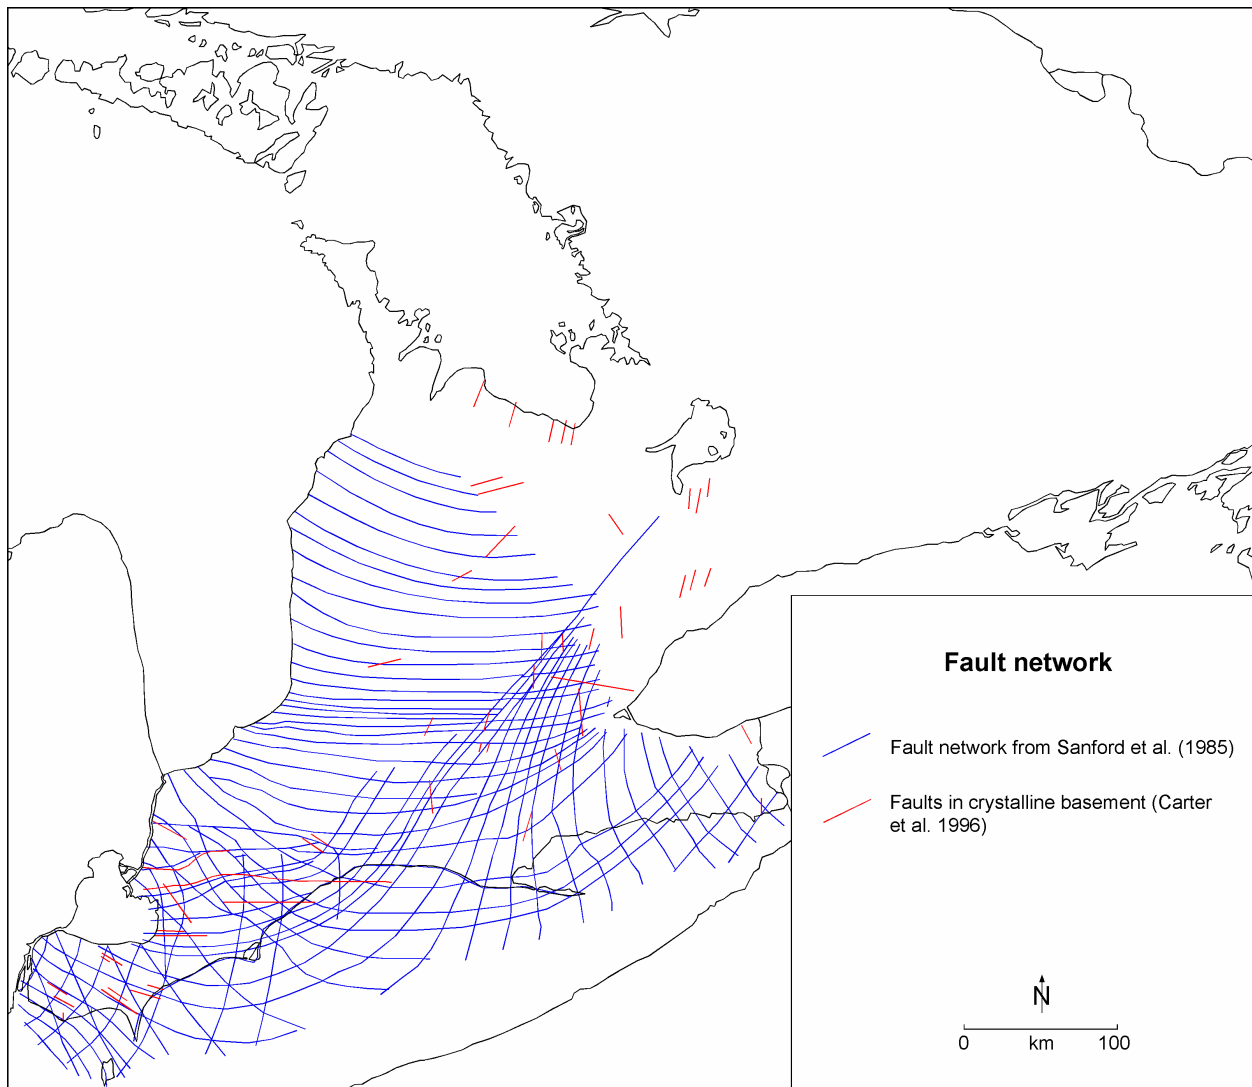 Fault network
Fault network from Sanford et al. (1985)
Faults in crystalline basement (Carter
et al. 1996)
N
0 km 100